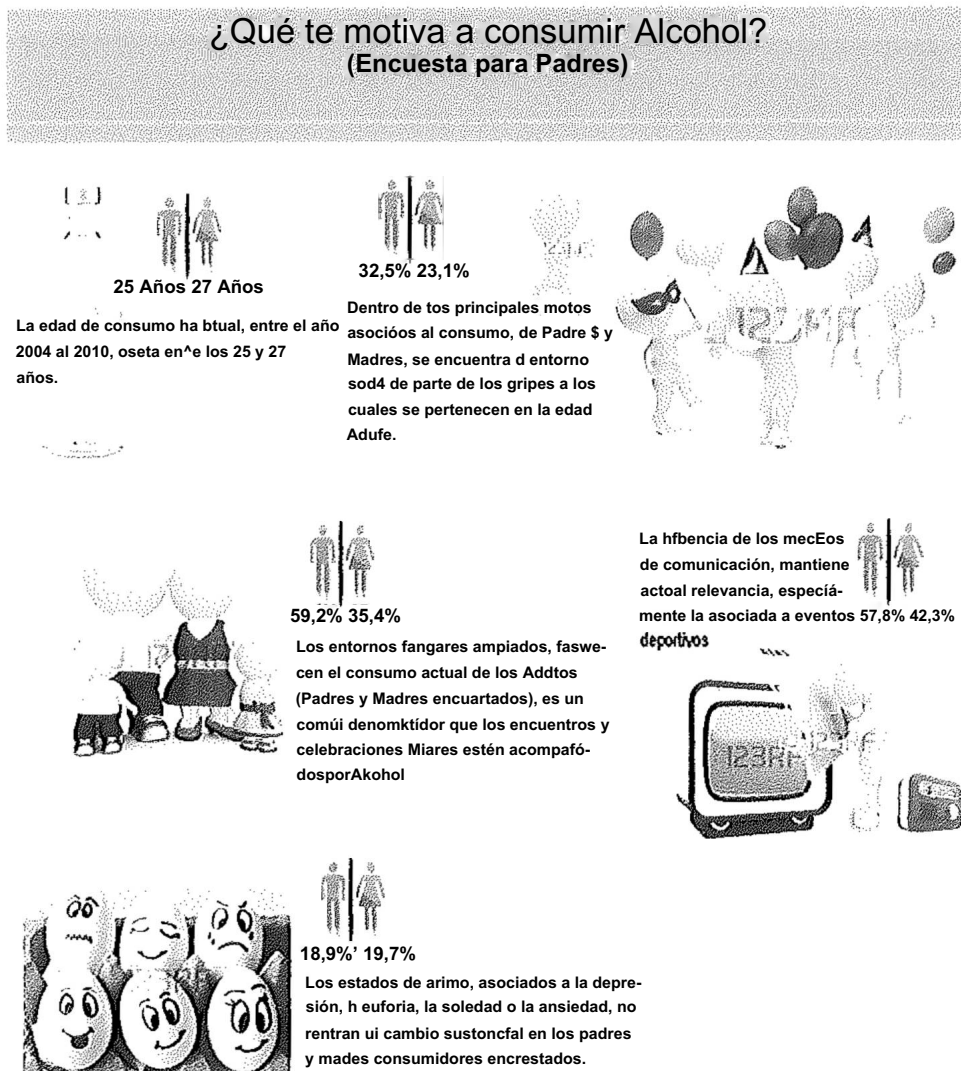 ¿Qué te motiva a consumir Alcohol?
(Encuesta para Padres)
25 Años 27 Años
La edad de consumo ha btual, entre el año
2004 al 2010, oseta en^e los 25 y 27
años.
32,5% 23,1%
Dentro de tos principales motos
asocióos al consumo, de Padre $ y
Madres, se encuentra d entorno
sod4 de parte de los gripes a los
cuales se pertenecen en la edad
Adufe.
59,2% 35,4%
Los entornos fangares ampiados, faswe-
cen el consumo actual de los Addtos
(Padres y Madres encuartados), es un
comúi denomktídor que los encuentros y
celebraciones Miares estén acompafó-
dosporAkohol
La hfbencia de los mecEos
de comunicación, mantiene
actoal relevancia, especíá-
mente la asociada a eventos 57,8% 42,3%
deportivos
123RF
18,9%’ 19,7%
Los estados de arimo, asociados a la depre-
sión, h euforia, la soledad o la ansiedad, no
rentran ui cambio sustoncfal en los padres
y mades consumidores encrestados.